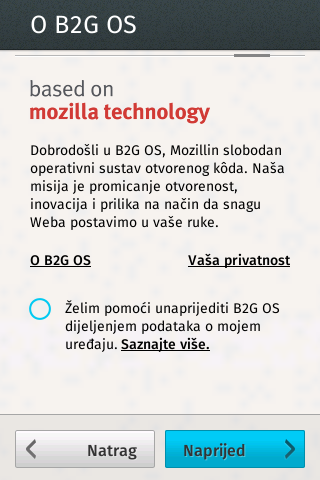 O B2G OS
based on
mozilla technology
Dobrodošli u B2G OS, Mozillin slobodan
operativni sustav otvorenog kôda. Naša
misija je promicanje otvorenost,
inovacija i prilika na način da snagu
Weba postavimo u vaše ruke.
O B2G OS Vaša privatnost
Želim pomoći unaprijediti B2G OS
dijeljenjem podataka o mojem
uređaju. Saznajte više.
Natrag Naprijed